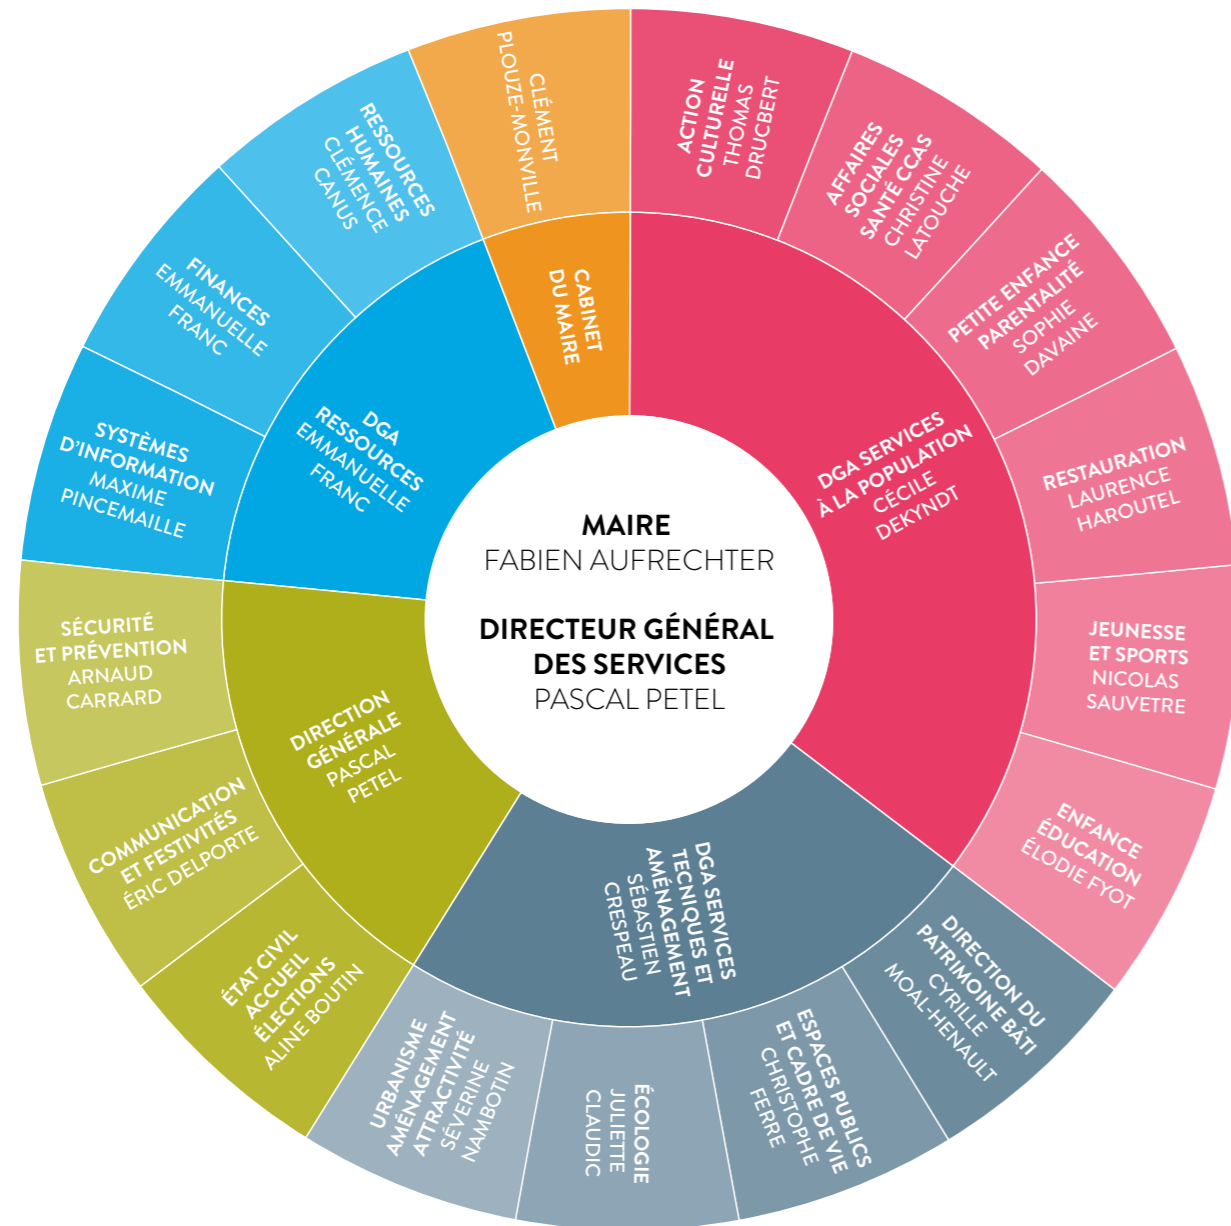 MAIRE
FABIEN AUFRECHTER
DIRECTEUR GÉNÉRAL
DES SERVICES
PASCAL PETEL
CABINET
DU MAIRE
CLÉMENT
PLOUZE-MONVILLE
DGA SERVICES
À LA POPULATION
CÉCILE
DEKYNDT
ACTION
CULTURELLE
THOMAS
DRUCBERT
AFFAIRES
SOCIALES
SANTÉ CCAS
CHRISTINE
LATOUCHE
PETITE ENFANCE
PARENTALITÉ
SOPHIE
DAVAINE
RESTAURATION
LAURENCE
HAROUTEL
JEUNESSE
ET SPORTS
NICOLAS
SAUVETRE
ENFANCE
ÉDUCATION
ÉLODIE FYOT
DGA SERVICES
TECNIQUES ET
AMÉNAGEMENT
SÉBASTIEN
CRESPEAU
DIRECTION DU
PATRIMOINE BÂTI
CYRILLE
MOAL-HENAULT
ESPACES PUBLICS
ET CADRE DE VIE
CHRISTOPHE
FERRE
ÉCOLOGIE
JULIETTE
CLAUDIC
URBANISME
AMÉNAGEMENT
ATTRACTIVITÉ
SÉVERINE
NAMBOTIN
DIRECTION
GÉNÉRALE
PASCAL
PETEL
ÉTAT CIVIL
ACCUEIL
ÉLECTIONS
ALINE BOUTIN
COMMUNICATION
ET FESTIVITÉS
ÉRIC DELPORTE
SÉCURITÉ
ET PRÉVENTION
ARNAUD
CARRARD
DGA
RESSOURCES
EMMANUELLE
FRANC
SYSTÈMES
D'INFORMATION
MAXIME
PINCEMAILLE
FINANCES
EMMANUELLE
FRANC
RESSOURCES
HUMAINES
CLÉMENCE
CANUS